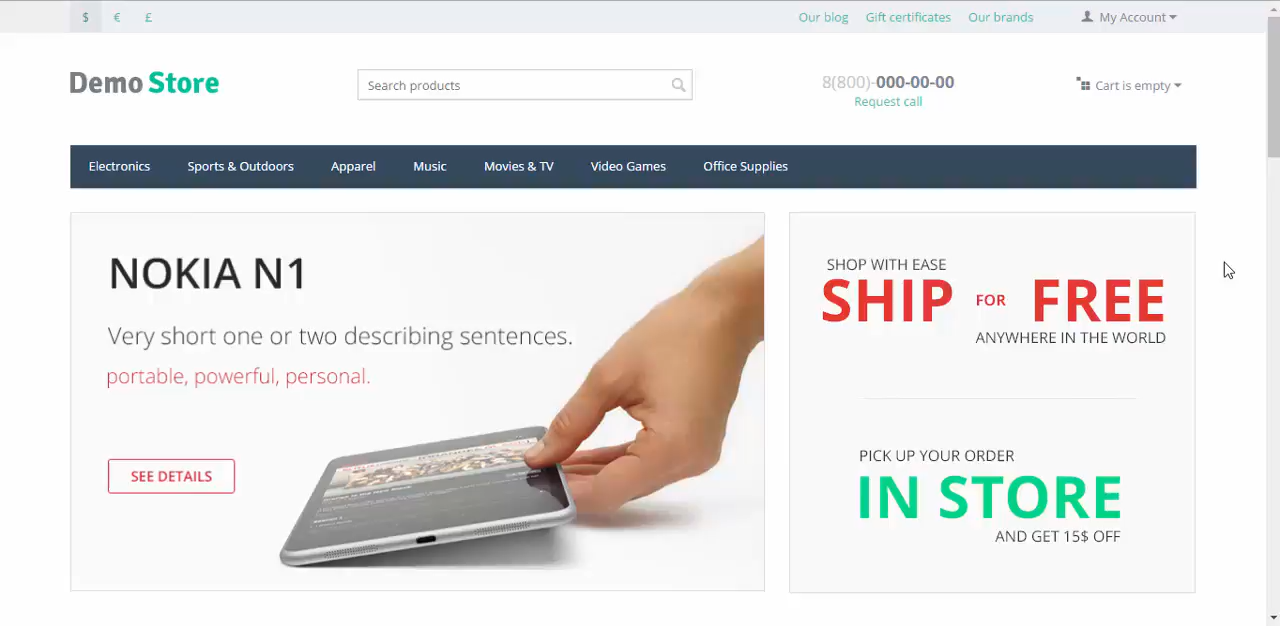 $ € £ Our blog Gift certificates Our brands My Account
Demo Store Search products 8(800)-000-00-00 Cart is empty
Request call
Electronics Sports & Outdoors Apparel Music Movies & TV Video Games Office Supplies
NOKIA N1
Very short one or two describing sentences.
portable, powerful, personal.
SEE DETAILS
SHOP WITH EASE
SHIP FOR FREE
ANYWHERE IN THE WORLD
PICK UP YOUR ORDER
IN STORE
AND GET 15$ OFF